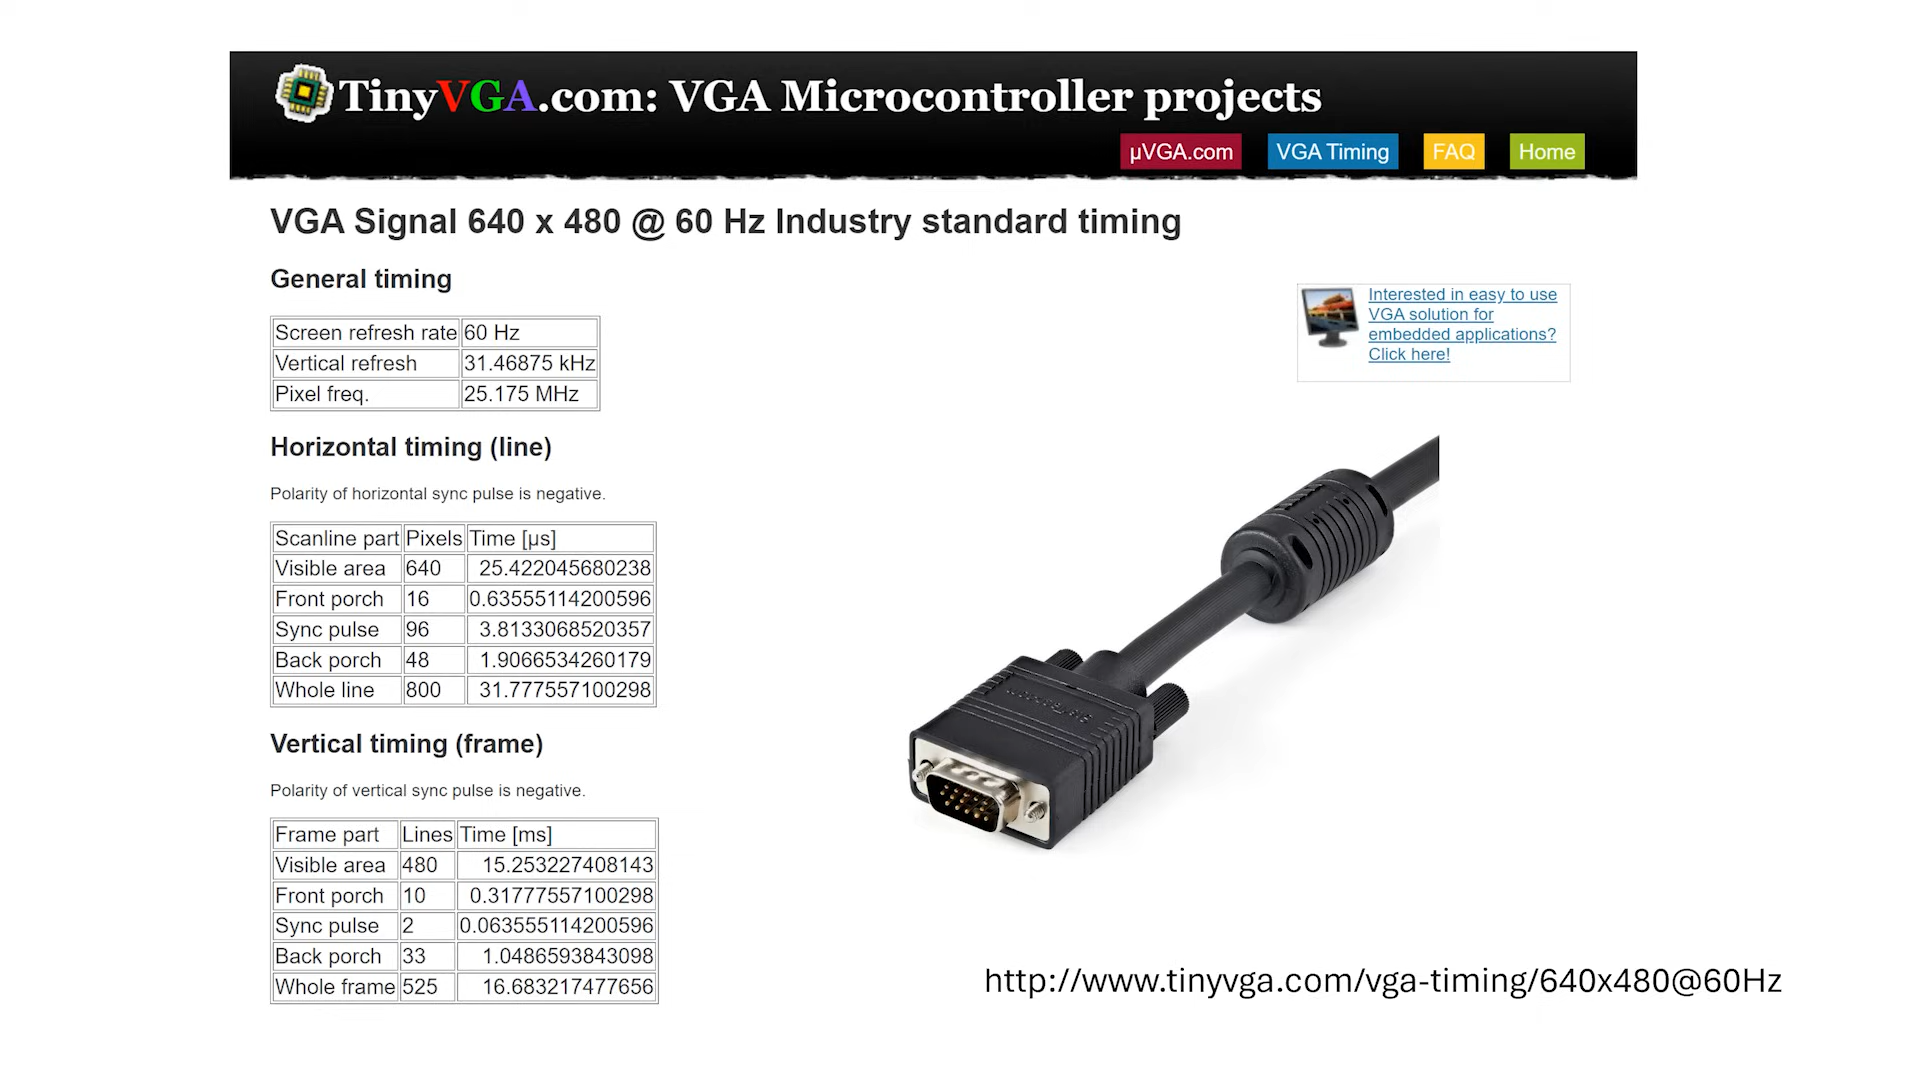 TinyVGA.com: VGA Microcontroller projects
µVGA.com VGA Timing FAQ Home
VGA Signal 640 x 480 @ 60 Hz Industry standard timing
General timing
Screen refresh rate 60 Hz
Vertical refresh 31.46875 kHz
Pixel freq. 25.175 MHz
Interested in easy to use
VGA solution for
embedded applications?
Click here!
Horizontal timing (line)
Polarity of horizontal sync pulse is negative.
Scanline part Pixels Time [µs]
Visible area 640 25.422045680238
Front porch 16 0.63555114200596
Sync pulse 96 3.8133068520357
Back porch 48 1.9066534260179
Whole line 800 31.777557100298
Vertical timing (frame)
Polarity of vertical sync pulse is negative.
Frame part Lines Time [ms]
Visible area 480 15.253227408143
Front porch 10 0.31777557100298
Sync pulse 2 0.063555114200596
Back porch 33 1.0486593843098
Whole frame 525 16.683217477656
http://www.tinyvga.com/vga-timing/640x480@60Hz